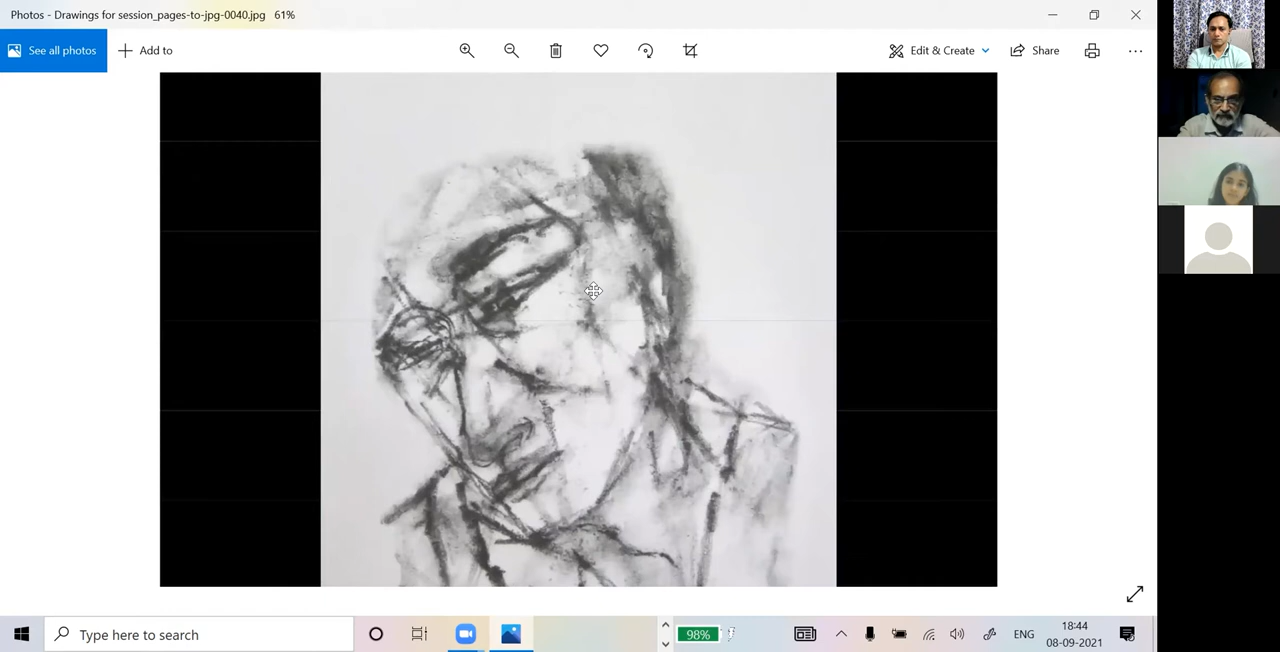 Photos - Drawings for session_pages-to-jpg-0040.jpg 61%
See all photos
Add to
Edit & Create
Share
Type here to search
98%
ENG
18:44
08-09-2021